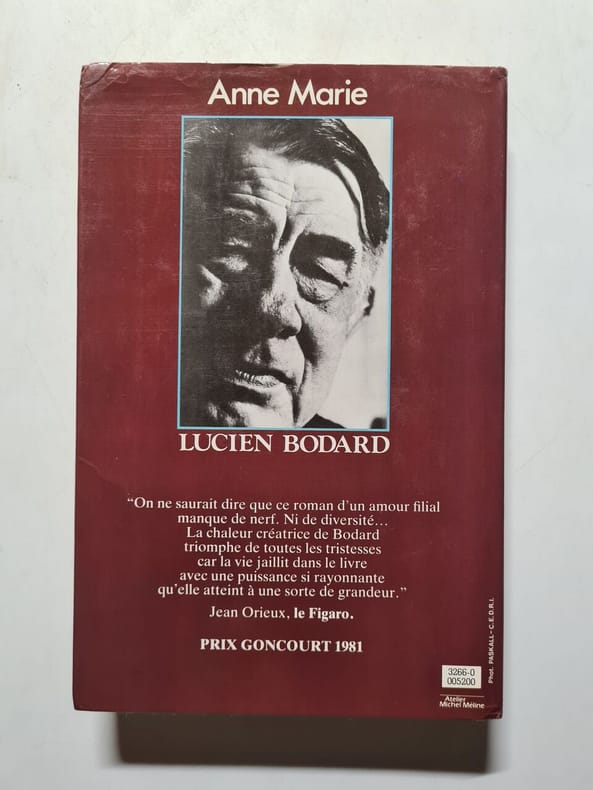 Anne Marie
LUCIEN BODARD
“On ne saurait dire que ce roman d'un amour filial
manque de nerf. Ni de diversité...
La chaleur créatrice de Bodard
triomphe de toutes les tristesses
car la vie jaillit dans le livre
avec une puissance si rayonnante
qu'elle atteint à une sorte de grandeur.”
Jean Orieux, le Figaro.
PRIX GONCOURT 1981
Phot. PASKALL – C.E.D.R.I.
3266-0
005200
Atelier
Michel Méline